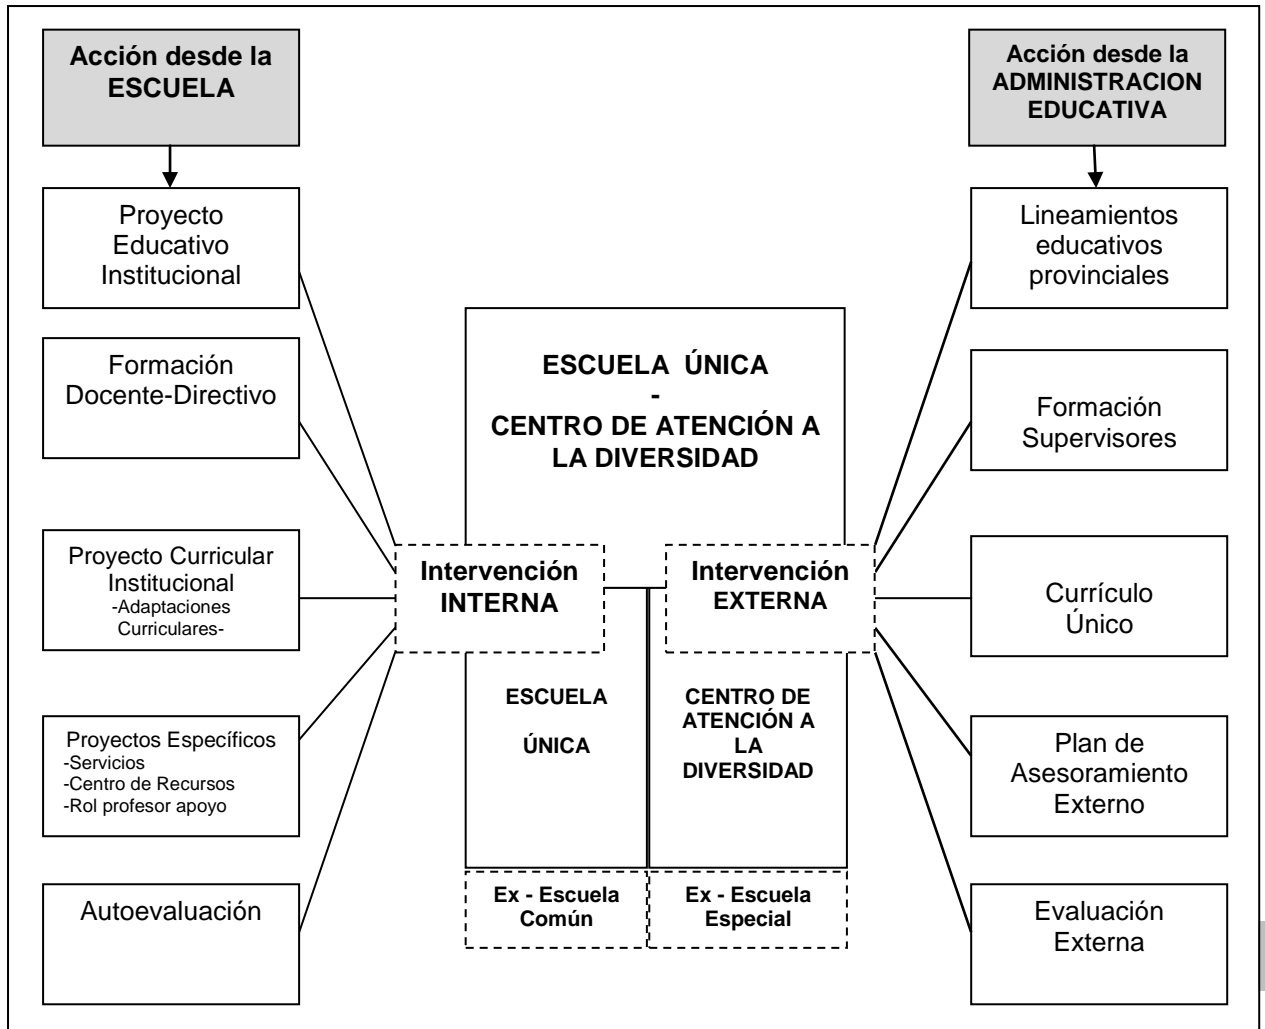 Acción desde la
ESCUELA
Proyecto
Educativo
Institucional
Formación
Docente-Directivo
Proyecto Curricular
Institucional
-Adaptaciones
Curriculares-
Proyectos Específicos
-Servicios
-Centro de Recursos
-Rol profesor apoyo
Autoevaluación
ESCUELA ÚNICA
-
CENTRO DE ATENCIÓN A
LA DIVERSIDAD
Intervención
INTERNA
Intervención
EXTERNA
ESCUELA
ÚNICA
CENTRO DE
ATENCIÓN A
LA
DIVERSIDAD
Ex - Escuela
Común
Ex - Escuela
Especial
Acción desde la
ADMINISTRACION
EDUCATIVA
Lineamientos
educativos
provinciales
Formación
Supervisores
Currículo
Único
Plan de
Asesoramiento
Externo
Evaluación
Externa